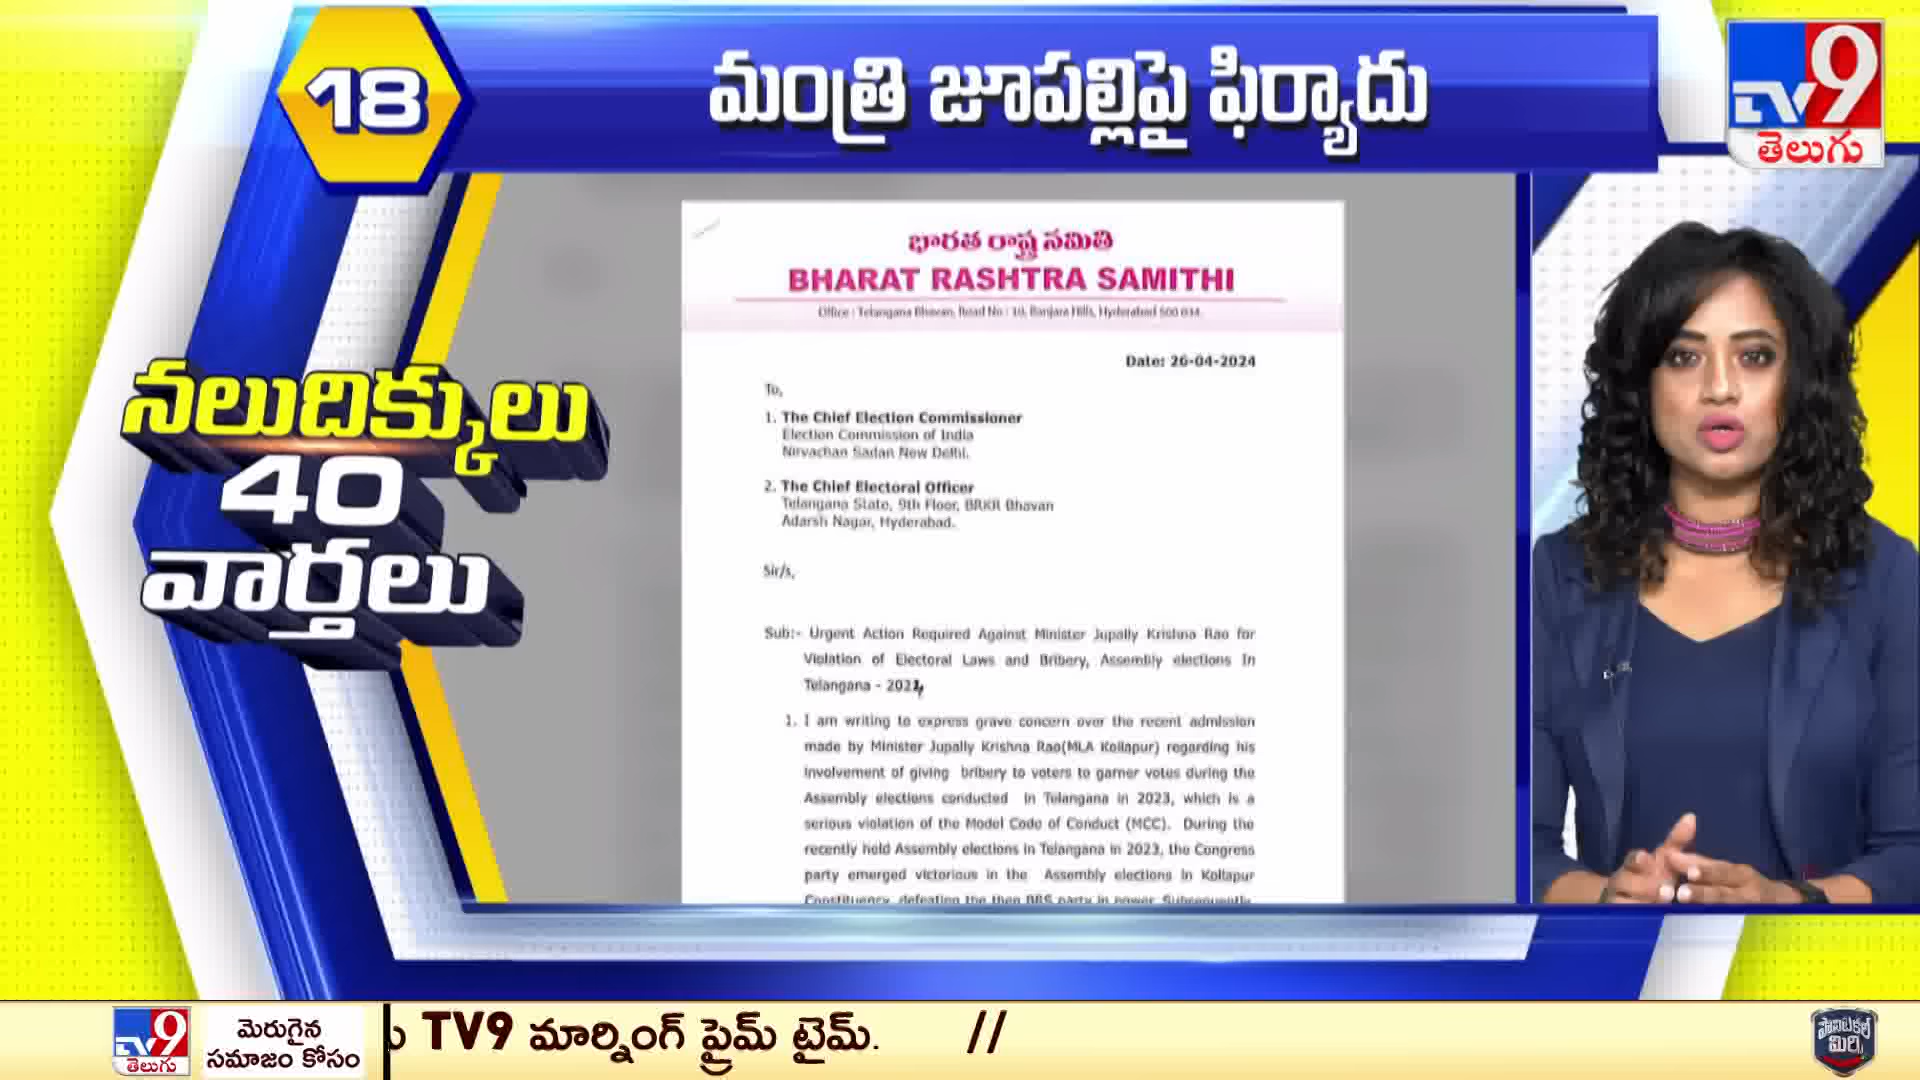 18
మంత్రి జూపల్లిపై ఫిర్యాదు
TV9
తెలుగు
నలుదిక్కులు
40
వార్తలు
భారత రాష్ట్ర సమితి
BHARAT RASHTRA SAMITHI
Office : Telangana Bhavan, Road No : 10, Banjara Hills, Hyderabad 500 034.
Date: 26-04-2024
To,
1. The Chief Election Commissioner
Election Commission of India
Nirvachan Sadan New Delhi.
2. The Chief Electoral Officer
Telangana State, 9th Floor, BRKR Bhavan
Adarsh Nagar, Hyderabad.
Sir/s,
Sub:- Urgent Action Required Against Minister Jupally Krishna Rao for
Violation of Electoral Laws and Bribery, Assembly elections in
Telangana -
1. I am writing to express grave concern over the recent admission
made by Minister Jupally Krishna Rao(MLA Kollapur) regarding his
involvement of giving bribery to voters to garner votes during the
Assembly elections conducted in Telangana in 2023, which is a
serious violation of the Model Code of Conduct (MCC). During the
recently held Assembly elections in Telangana in 2023, the Congress
party emerged victorious in the Assembly elections in Kollapur
Constituency, defeating the then BRS party in power. Subsequently,
TV9
తెలుగు
మెరుగైన
సమాజం కోసం
TV9 మార్నింగ్ ప్రైమ్ టైమ్. //
పొలిటికల్
మిర్చి